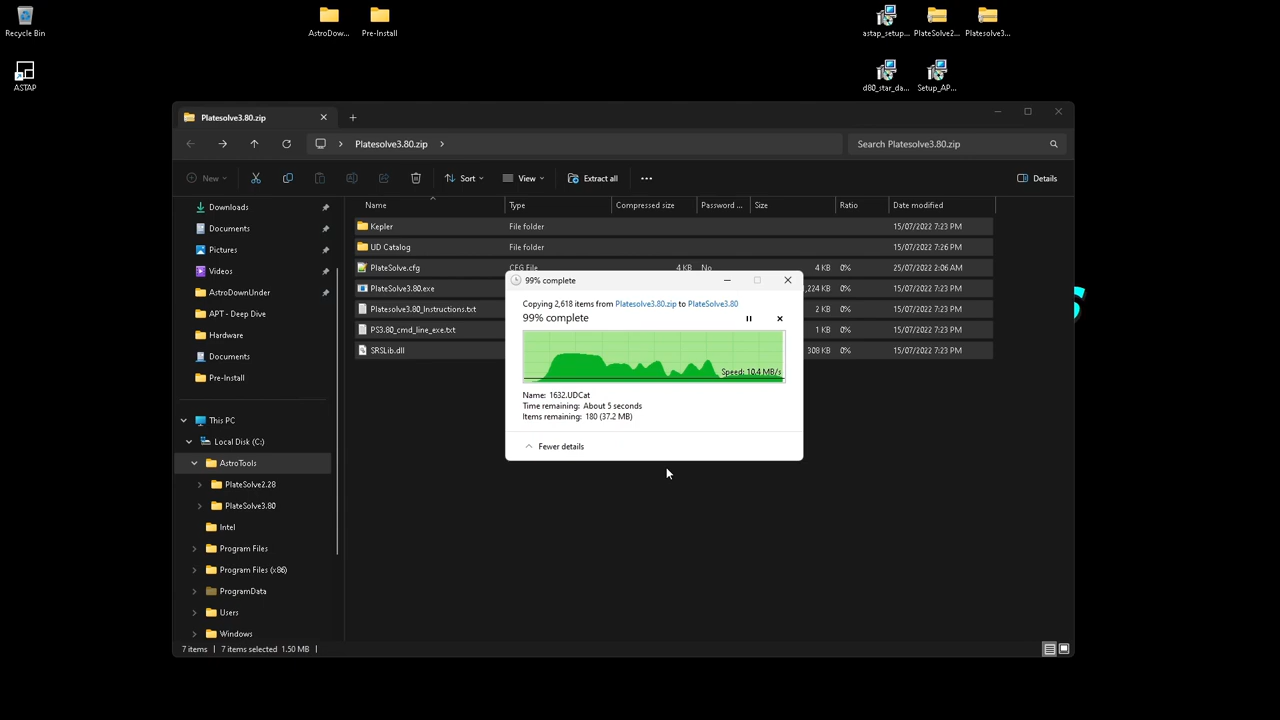 Recycle Bin
AstroDow...
Pre-Install
astap_setup...
PlateSolve2...
Platesolve3...
ASTAP
d80_star_da...
Setup_AP...
Platesolve3.80.zip
Platesolve3.80.zip
Search Platesolve3.80.zip
New
Sort
View
Extract all
Details
Downloads
Documents
Pictures
Videos
AstroDownUnder
APT - Deep Dive
Hardware
Documents
Pre-Install
This PC
Local Disk (C:)
AstroTools
PlateSolve2.28
PlateSolve3.80
Intel
Program Files
Program Files (x86)
ProgramData
Users
Windows
Name Type Compressed size Password ... Size Ratio Date modified
Kepler File folder 15/07/2022 7:23 PM
UD Catalog File folder 15/07/2022 7:26 PM
PlateSolve.cfg CFG File 4 KB No 4 KB 0% 25/07/2022 2:06 AM
PlateSolve3.80.exe ,224 KB 0% 15/07/2022 7:23 PM
Platesolve3.80_Instructions.txt 2 KB 0% 15/07/2022 7:23 PM
PS3.80_cmd_line_exe.txt 1 KB 0% 15/07/2022 7:23 PM
SRSLib.dll 308 KB 0% 15/07/2022 7:23 PM
99% complete
Copying 2,618 items from Platesolve3.80.zip to PlateSolve3.80
99% complete
Speed: 10.4 MB/s
Name: 1632.UDCat
Time remaining: About 5 seconds
Items remaining: 180 (37.2 MB)
Fewer details
7 items 7 items selected 1.50 MB